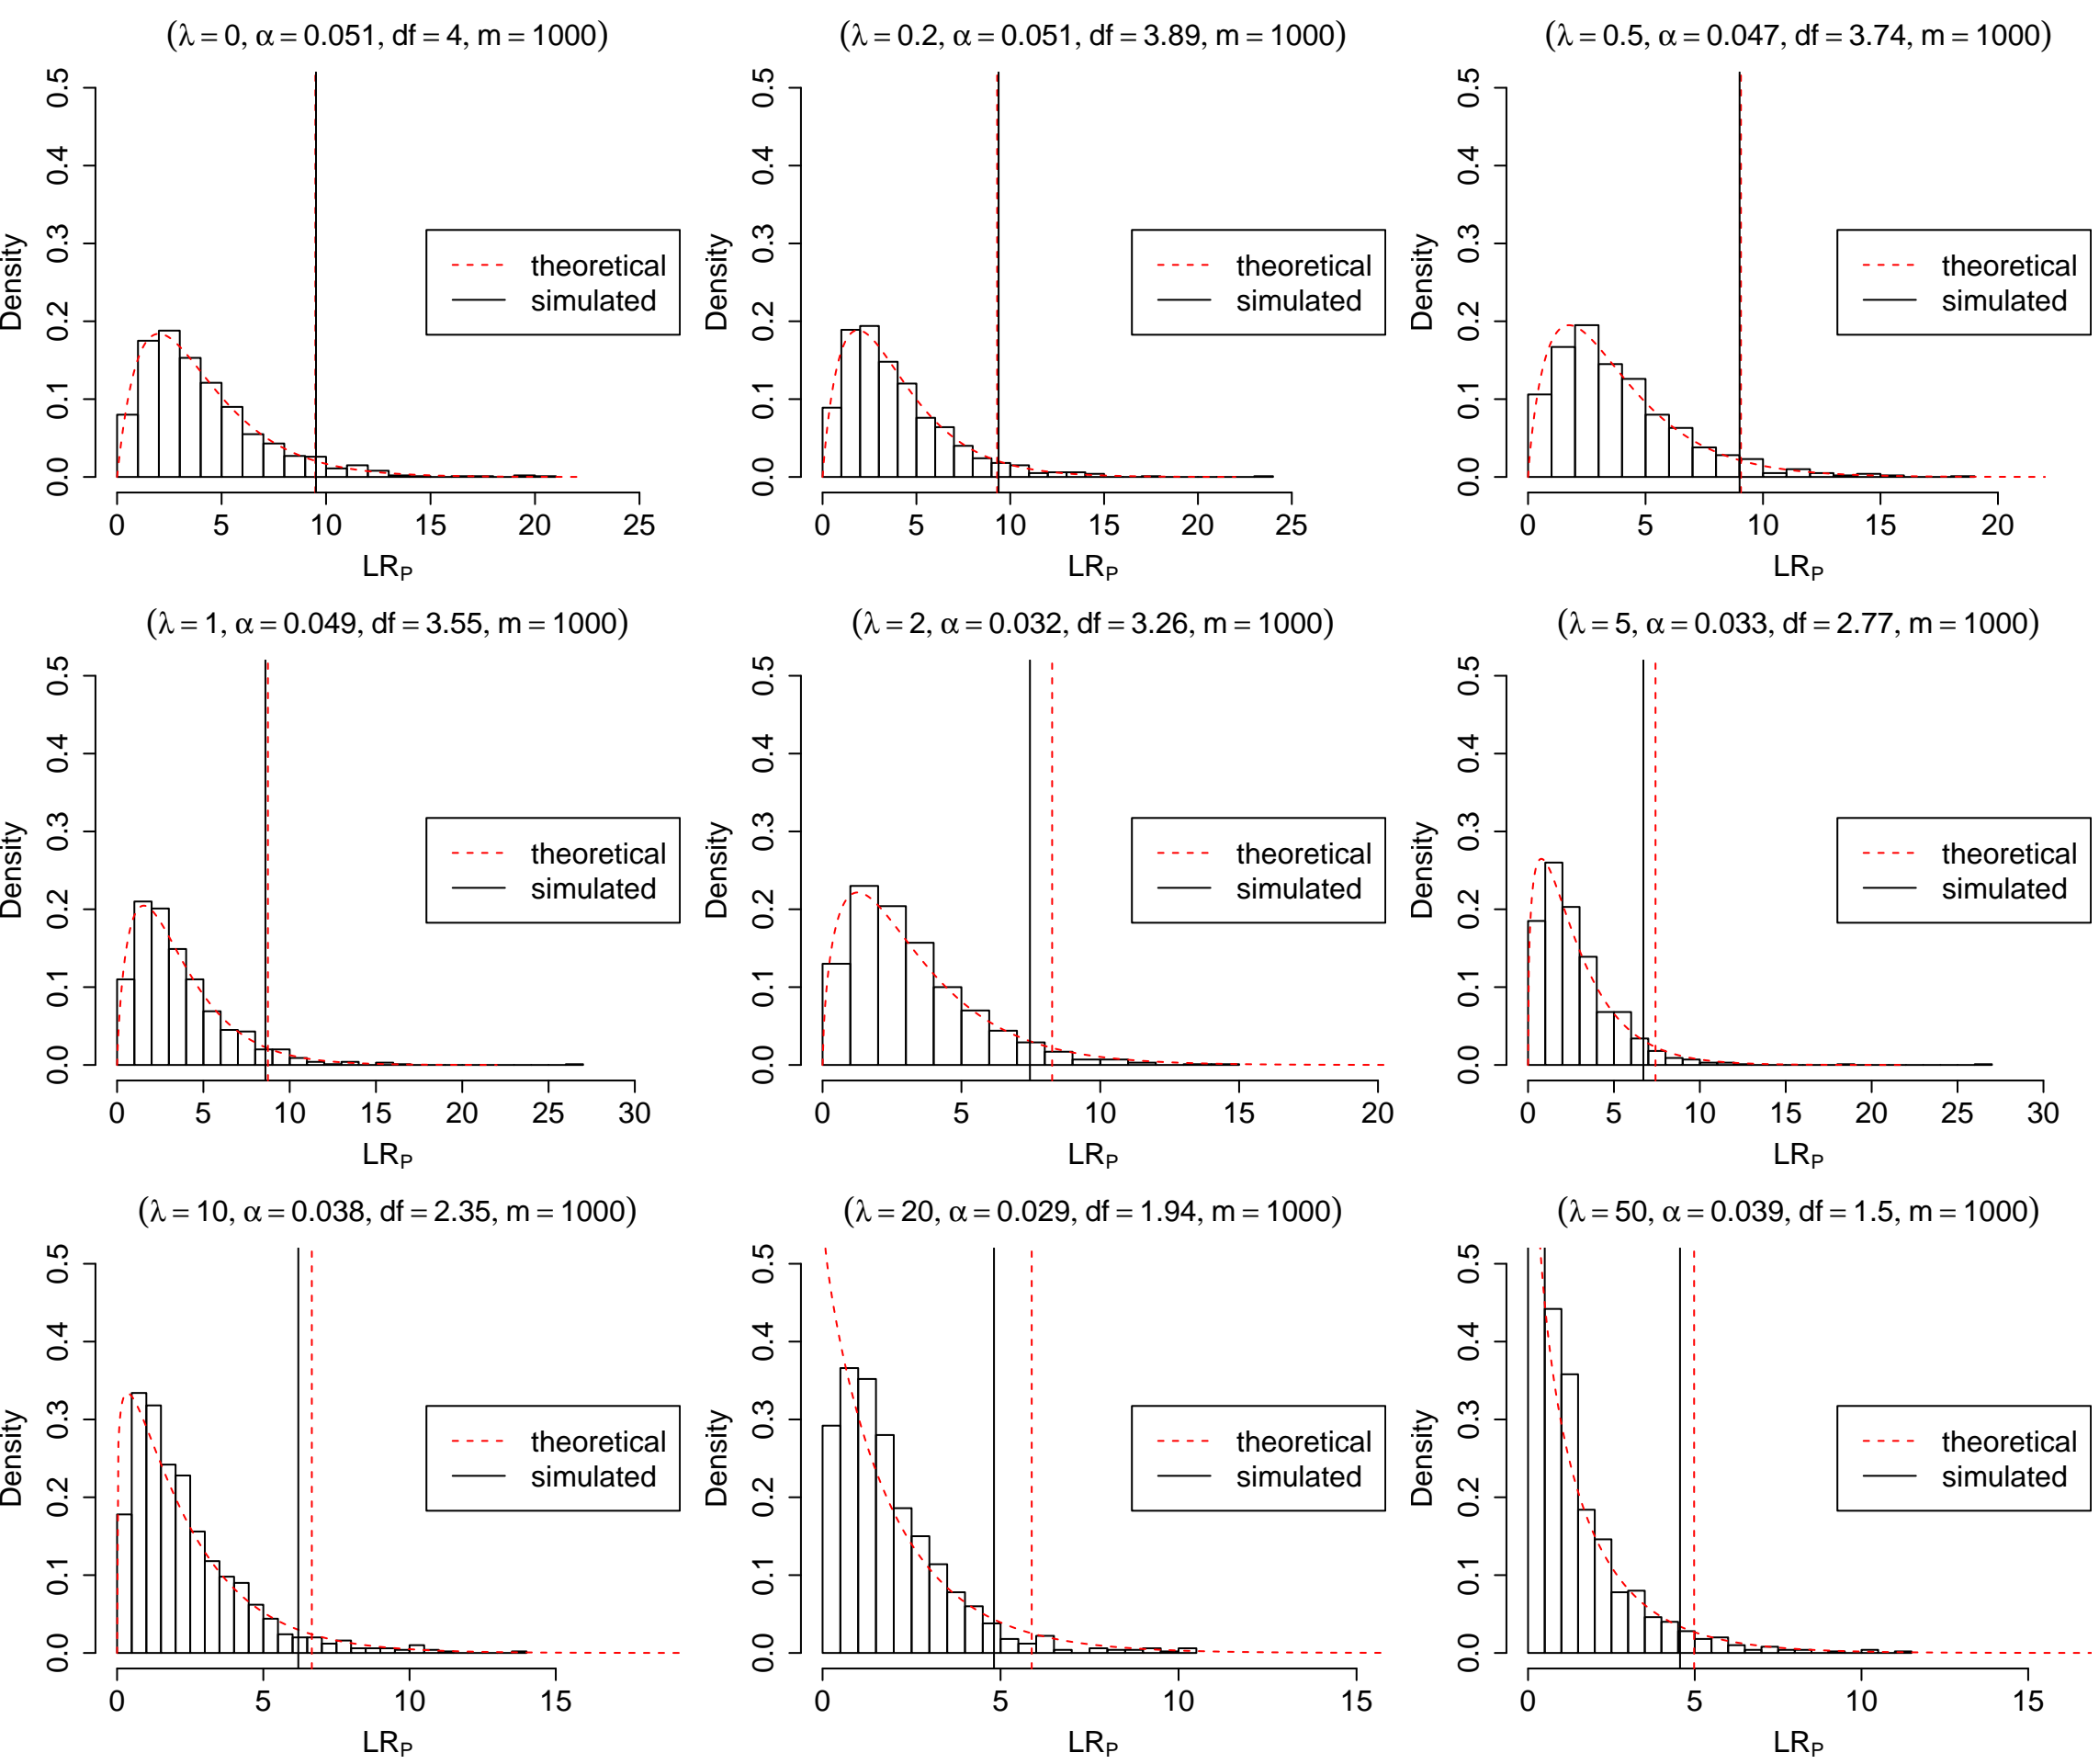 (λ = 0, α = 0.051, df = 4, m = 1000)
Density
0.0 0.1 0.2 0.3 0.4 0.5
theoretical
simulated
0 5 10 15 20 25
LR_P
(λ = 0.2, α = 0.051, df = 3.89, m = 1000)
Density
0.0 0.1 0.2 0.3 0.4 0.5
theoretical
simulated
0 5 10 15 20 25
LR_P
(λ = 0.5, α = 0.047, df = 3.74, m = 1000)
Density
0.0 0.1 0.2 0.3 0.4 0.5
theoretical
simulated
0 5 10 15 20
LR_P
(λ = 1, α = 0.049, df = 3.55, m = 1000)
Density
0.0 0.1 0.2 0.3 0.4 0.5
theoretical
simulated
0 5 10 15 20 25 30
LR_P
(λ = 2, α = 0.032, df = 3.26, m = 1000)
Density
0.0 0.1 0.2 0.3 0.4 0.5
theoretical
simulated
0 5 10 15 20
LR_P
(λ = 5, α = 0.033, df = 2.77, m = 1000)
Density
0.0 0.1 0.2 0.3 0.4 0.5
theoretical
simulated
0 5 10 15 20 25 30
LR_P
(λ = 10, α = 0.038, df = 2.35, m = 1000)
Density
0.0 0.1 0.2 0.3 0.4 0.5
theoretical
simulated
0 5 10 15
LR_P
(λ = 20, α = 0.029, df = 1.94, m = 1000)
Density
0.0 0.1 0.2 0.3 0.4 0.5
theoretical
simulated
0 5 10 15
LR_P
(λ = 50, α = 0.039, df = 1.5, m = 1000)
Density
0.0 0.1 0.2 0.3 0.4 0.5
theoretical
simulated
0 5 10 15
LR_P